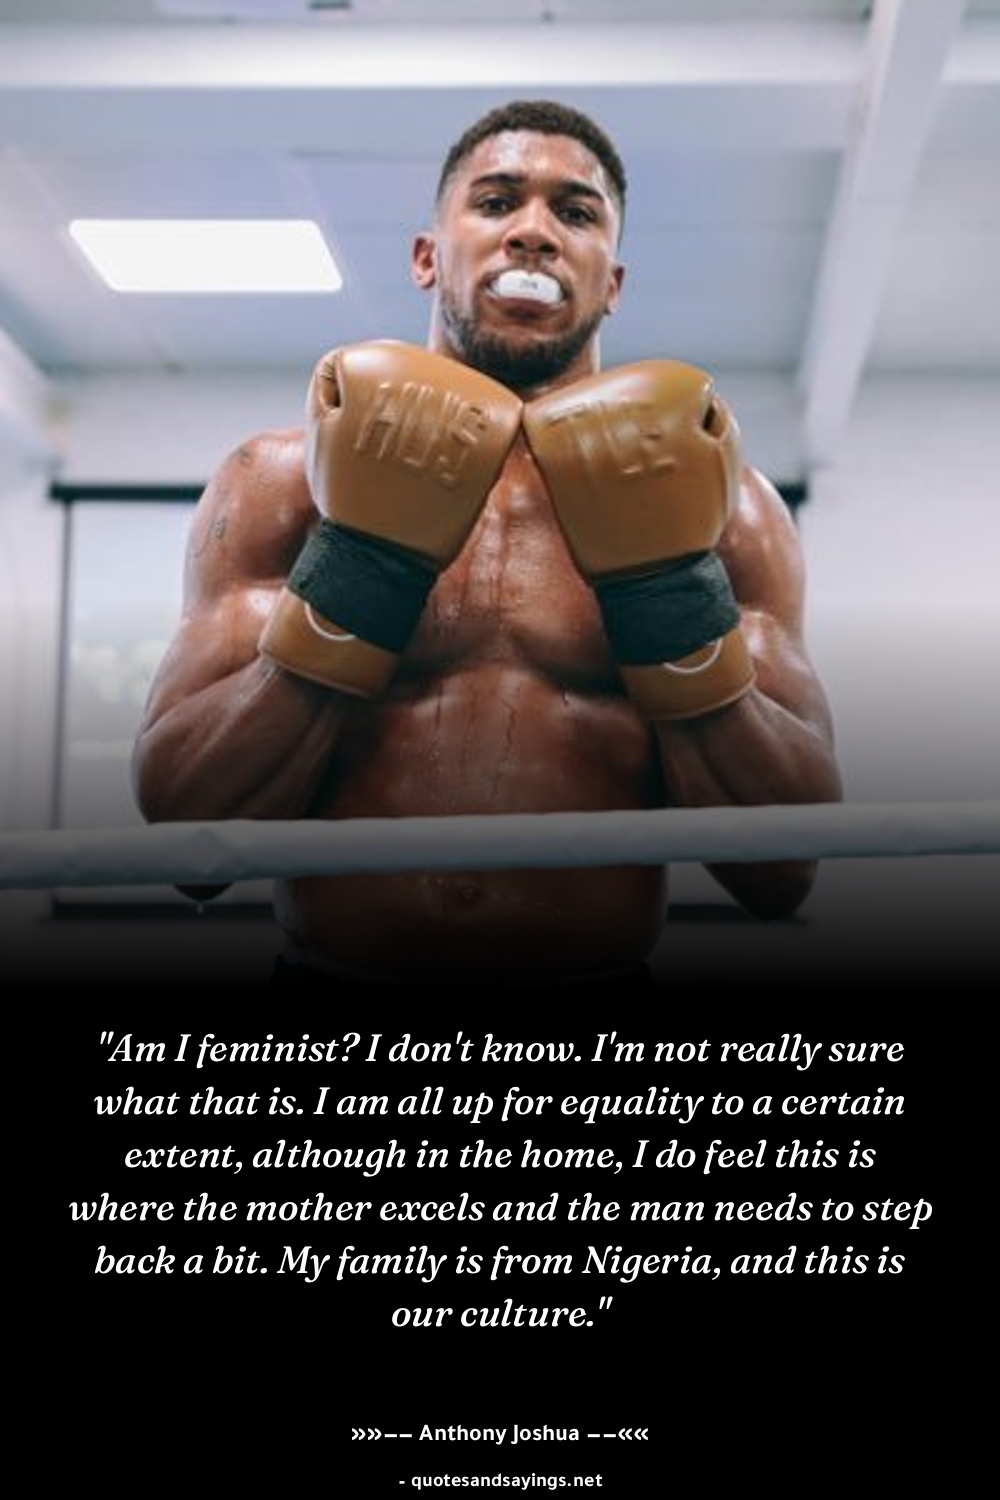 HUS TLE
"Am I feminist? I don't know. I'm not really sure
what that is. I am all up for equality to a certain
extent, although in the home, I do feel this is
where the mother excels and the man needs to step
back a bit. My family is from Nigeria, and this is
our culture."
»»–– Anthony Joshua ––««
- quotesandsayings.net